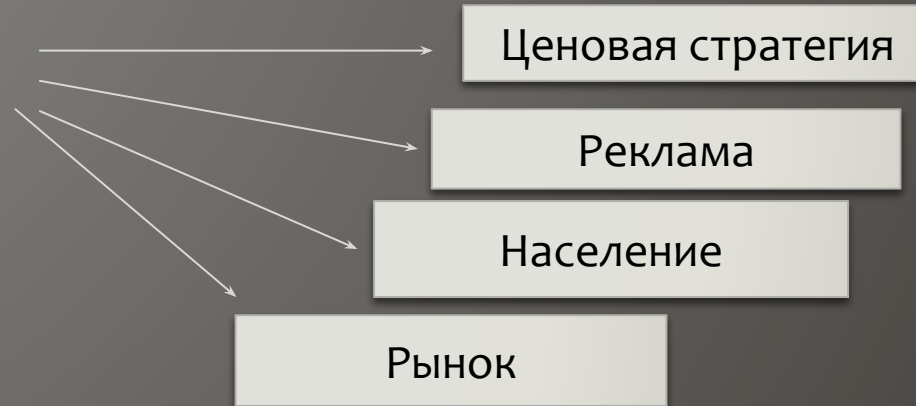 Ценовая стратегия
Реклама
Население
Рынок